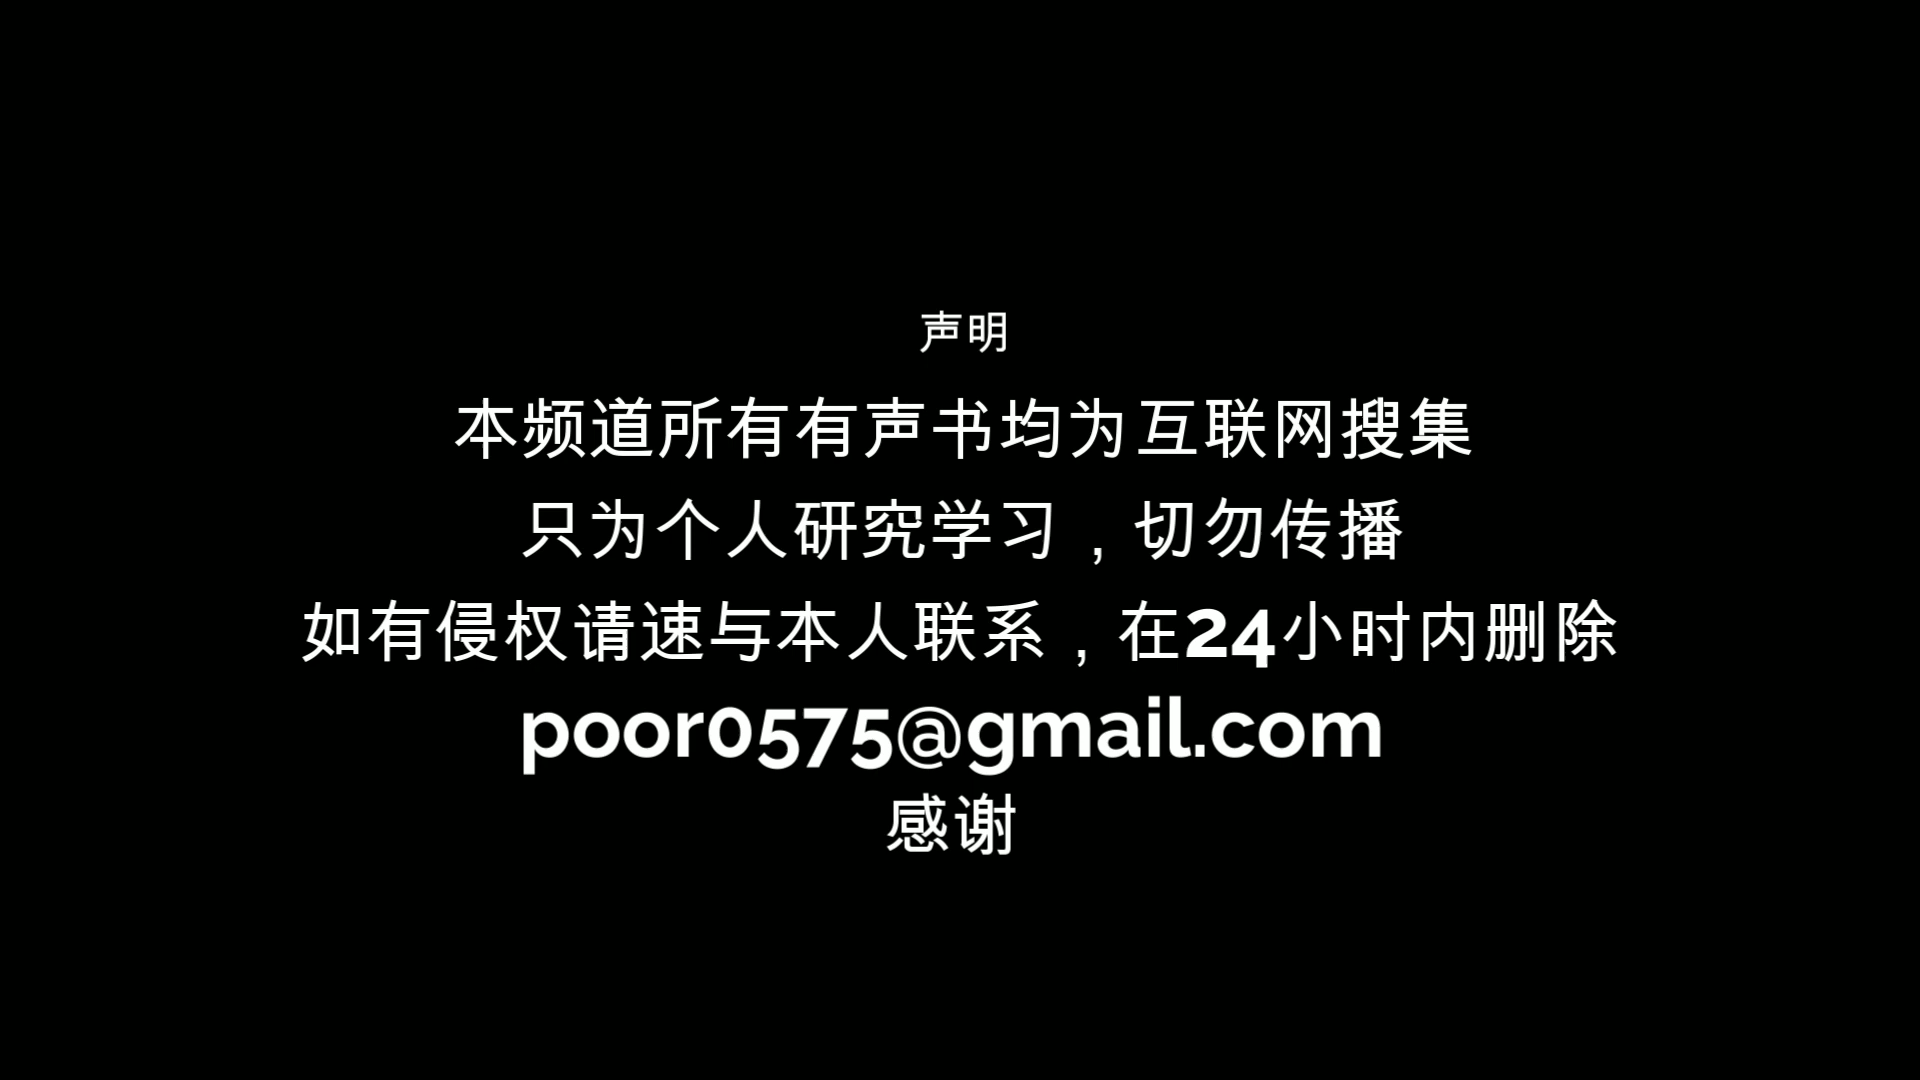 声明
本频道所有有声书均为互联网搜集
只为个人研究学习，切勿传播
如有侵权请速与本人联系，在24小时内删除
poor0575@gmail.com
感谢